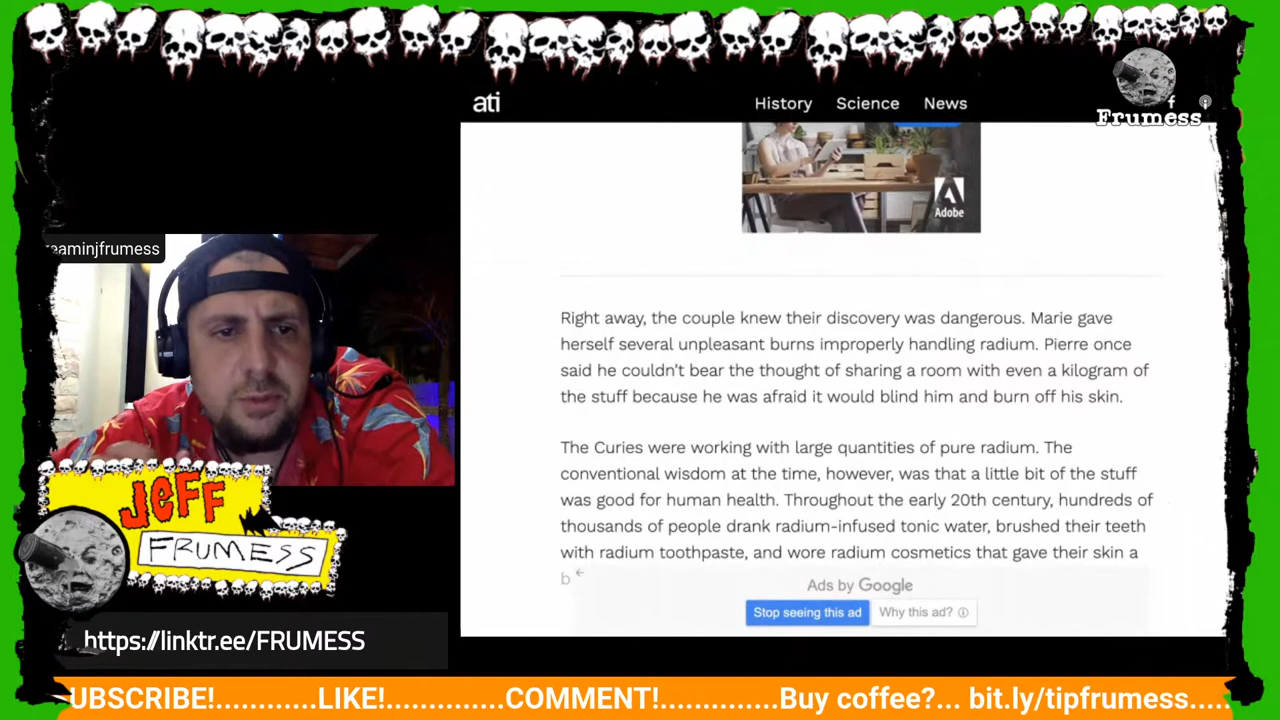 ati
History Science News
Frumess
Adobe
eaminjfrumess
Right away, the couple knew their discovery was dangerous. Marie gave
herself several unpleasant burns improperly handling radium. Pierre once
said he couldn't bear the thought of sharing a room with even a kilogram of
the stuff because he was afraid it would blind him and burn off his skin.
The Curies were working with large quantities of pure radium. The
conventional wisdom at the time, however, was that a little bit of the stuff
was good for human health. Throughout the early 20th century, hundreds of
thousands of people drank radium-infused tonic water, brushed their teeth
with radium toothpaste, and wore radium cosmetics that gave their skin a
b
Ads by Google
Stop seeing this ad Why this ad?
JEFF
FRUMESS
https://linktr.ee/FRUMESS
UBSCRIBE!............LIKE!..............COMMENT!..............Buy coffee?... bit.ly/tipfrumess.....